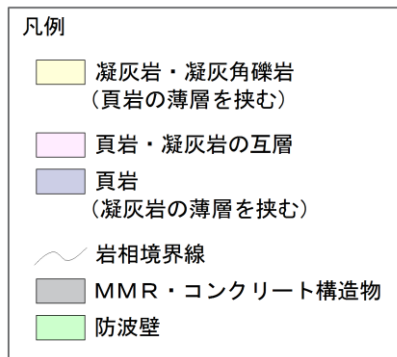 凡例
凝灰岩・凝灰角礫岩
(頁岩の薄層を挟む)
頁岩・凝灰岩の互層
頁岩
(凝灰岩の薄層を挟む)
岩相境界線
ＭＭＲ・コンクリート構造物
防波壁